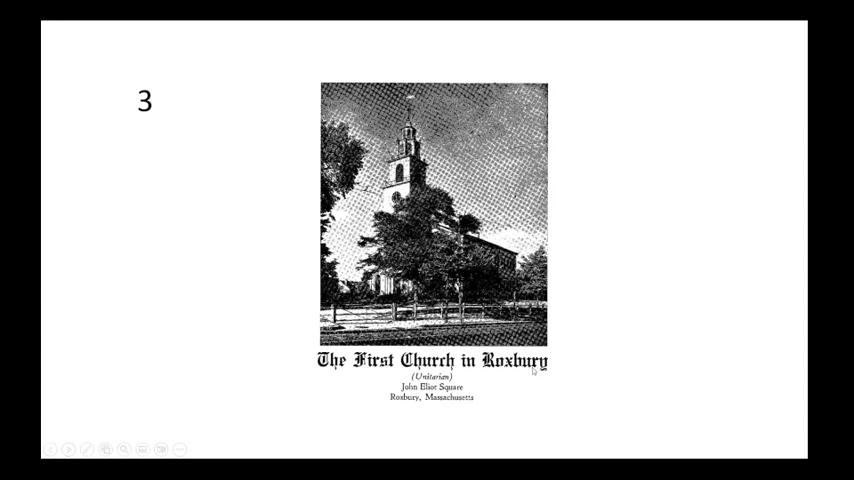 3
The First Church in Roxbury
(Unitarian)
John Eliot Square
Roxbury, Massachusetts